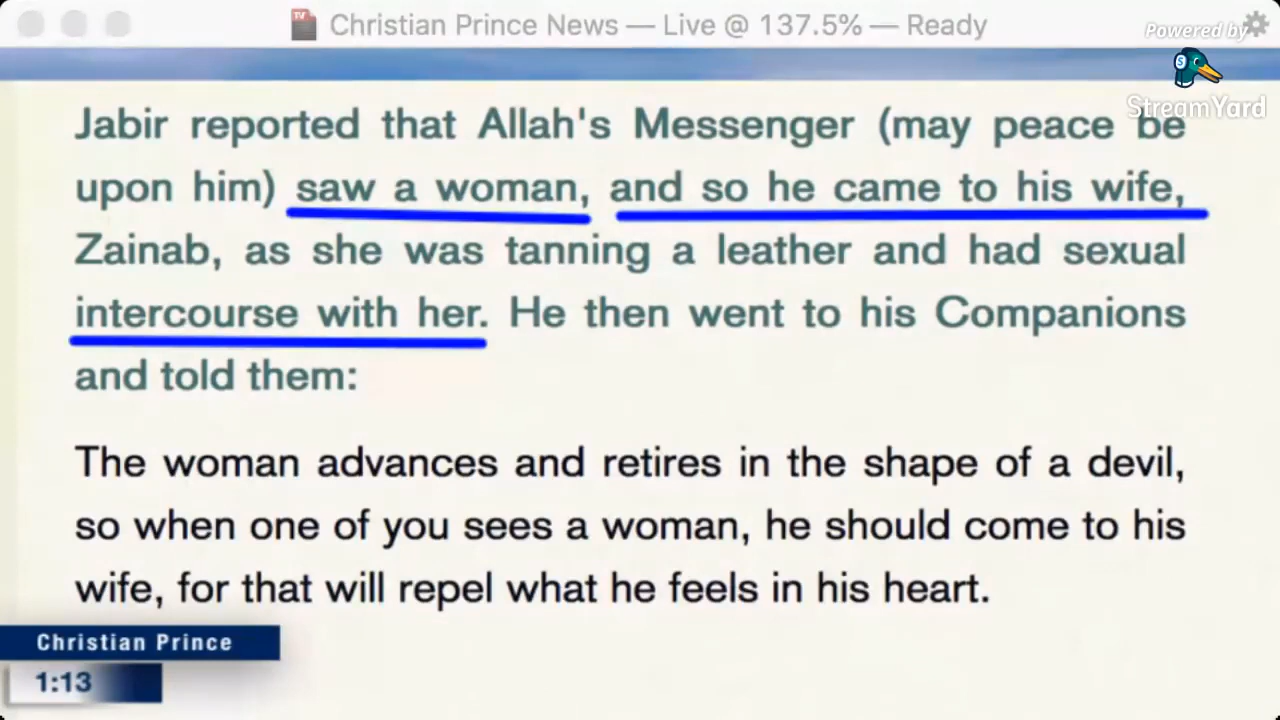 Christian Prince News — Live @ 137.5% — Ready
Powered by
StreamYard
Jabir reported that Allah's Messenger (may peace be
upon him) saw a woman, and so he came to his wife,
Zainab, as she was tanning a leather and had sexual
intercourse with her. He then went to his Companions
and told them:
The woman advances and retires in the shape of a devil,
so when one of you sees a woman, he should come to his
wife, for that will repel what he feels in his heart.
Christian Prince
1:13